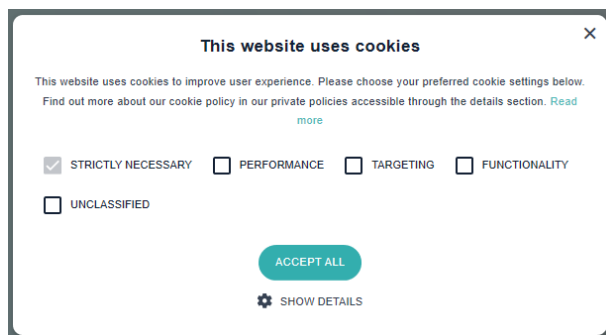 This website uses cookies
This website uses cookies to improve user experience. Please choose your preferred cookie settings below.
Find out more about our cookie policy in our private policies accessible through the details section. Read
more
STRICTLY NECESSARY PERFORMANCE TARGETING FUNCTIONALITY
UNCLASSIFIED
ACCEPT ALL
SHOW DETAILS